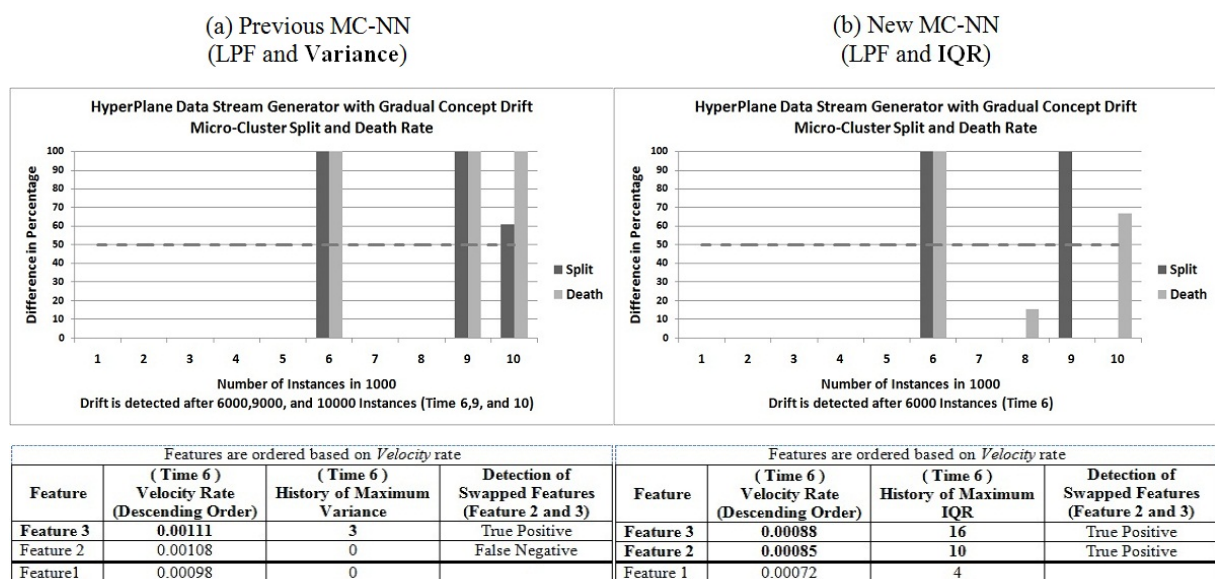 (a) Previous MC-NN
(LPF and Variance)
HyperPlane Data Stream Generator with Gradual Concept Drift
Micro-Cluster Split and Death Rate
Difference in Percentage
100
90
80
70
60
50
40
30
20
10
0
1 2 3 4 5 6 7 8 9 10
Split
Death
Number of Instances in 1000
Drift is detected after 6000,9000, and 10000 Instances (Time 6,9, and 10)
Features are ordered based on Velocity rate
Feature ( Time 6 ) Velocity Rate (Descending Order) ( Time 6 ) History of Maximum Variance Detection of Swapped Features (Feature 2 and 3)
Feature 3 0.00111 3 True Positive
Feature 2 0.00108 0 False Negative
Feature1 0.00098 0
(b) New MC-NN
(LPF and IQR)
HyperPlane Data Stream Generator with Gradual Concept Drift
Micro-Cluster Split and Death Rate
Difference in Percentage
100
90
80
70
60
50
40
30
20
10
0
1 2 3 4 5 6 7 8 9 10
Split
Death
Number of Instances in 1000
Drift is detected after 6000 Instances (Time 6)
Features are ordered based on Velocity rate
Feature ( Time 6 ) Velocity Rate (Descending Order) ( Time 6 ) History of Maximum IQR Detection of Swapped Features (Feature 2 and 3)
Feature 3 0.00088 16 True Positive
Feature 2 0.00085 10 True Positive
Feature 1 0.00072 4